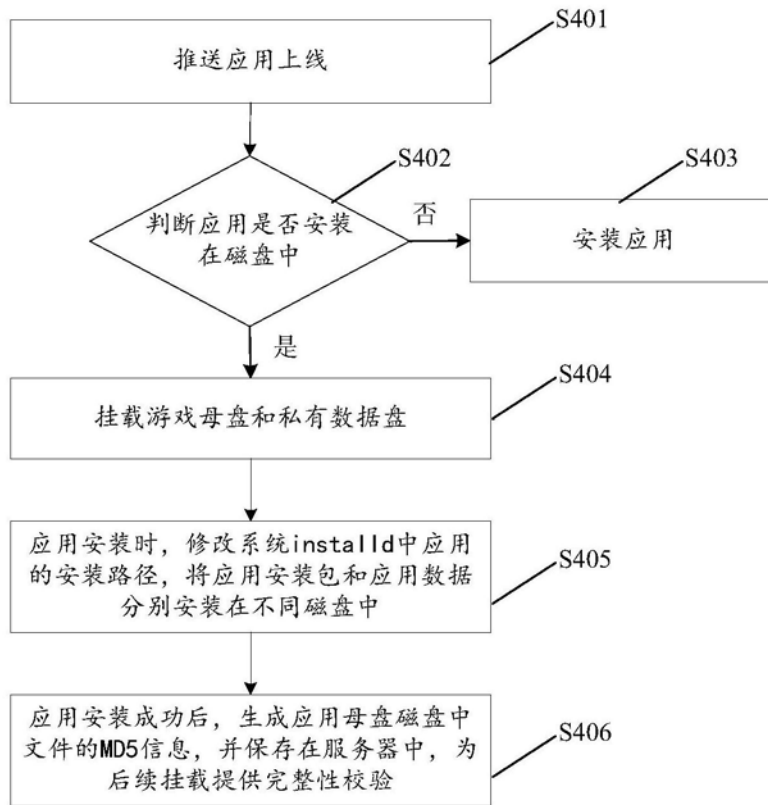 S401
推送应用上线
S402
判断应用是否安装
在磁盘中
否
S403
安装应用
是
S404
挂载游戏母盘和私有数据盘
S405
应用安装时，修改系统installd中应用
的安装路径，将应用安装包和应用数据
分别安装在不同磁盘中
S406
应用安装成功后，生成应用母盘磁盘中
文件的MD5信息，并保存在服务器中，为
后续挂载提供完整性校验